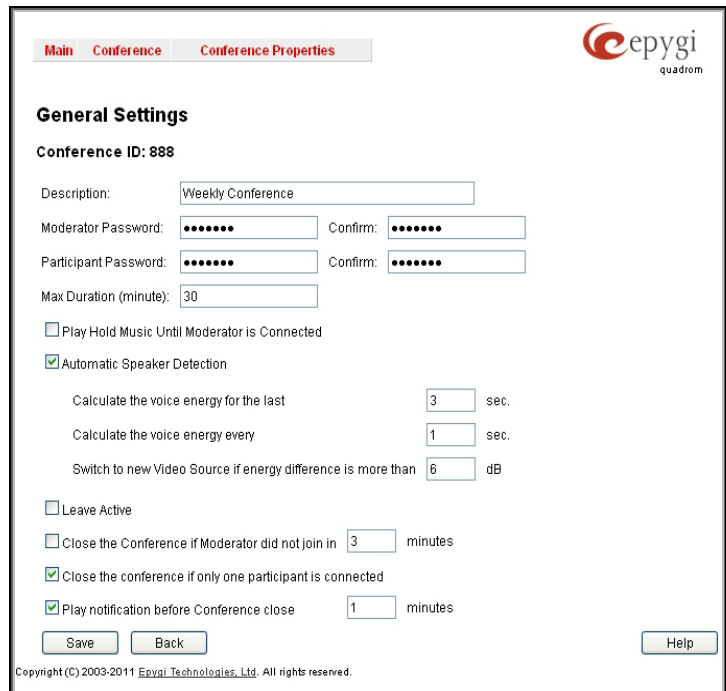 Main Conference Conference Properties
epygi
quadrom
General Settings
Conference ID: 888
Description: Weekly Conference
Moderator Password: ••••••• Confirm: •••••••
Participant Password: ••••••• Confirm: •••••••
Max Duration (minute): 30
Play Hold Music Until Moderator is Connected
Automatic Speaker Detection
Calculate the voice energy for the last 3 sec.
Calculate the voice energy every 1 sec.
Switch to new Video Source if energy difference is more than 6 dB
Leave Active
Close the Conference if Moderator did not join in 3 minutes
Close the conference if only one participant is connected
Play notification before Conference close 1 minutes
Save Back Help
Copyright (C) 2003-2011 Epygi Technologies, Ltd. All rights reserved.